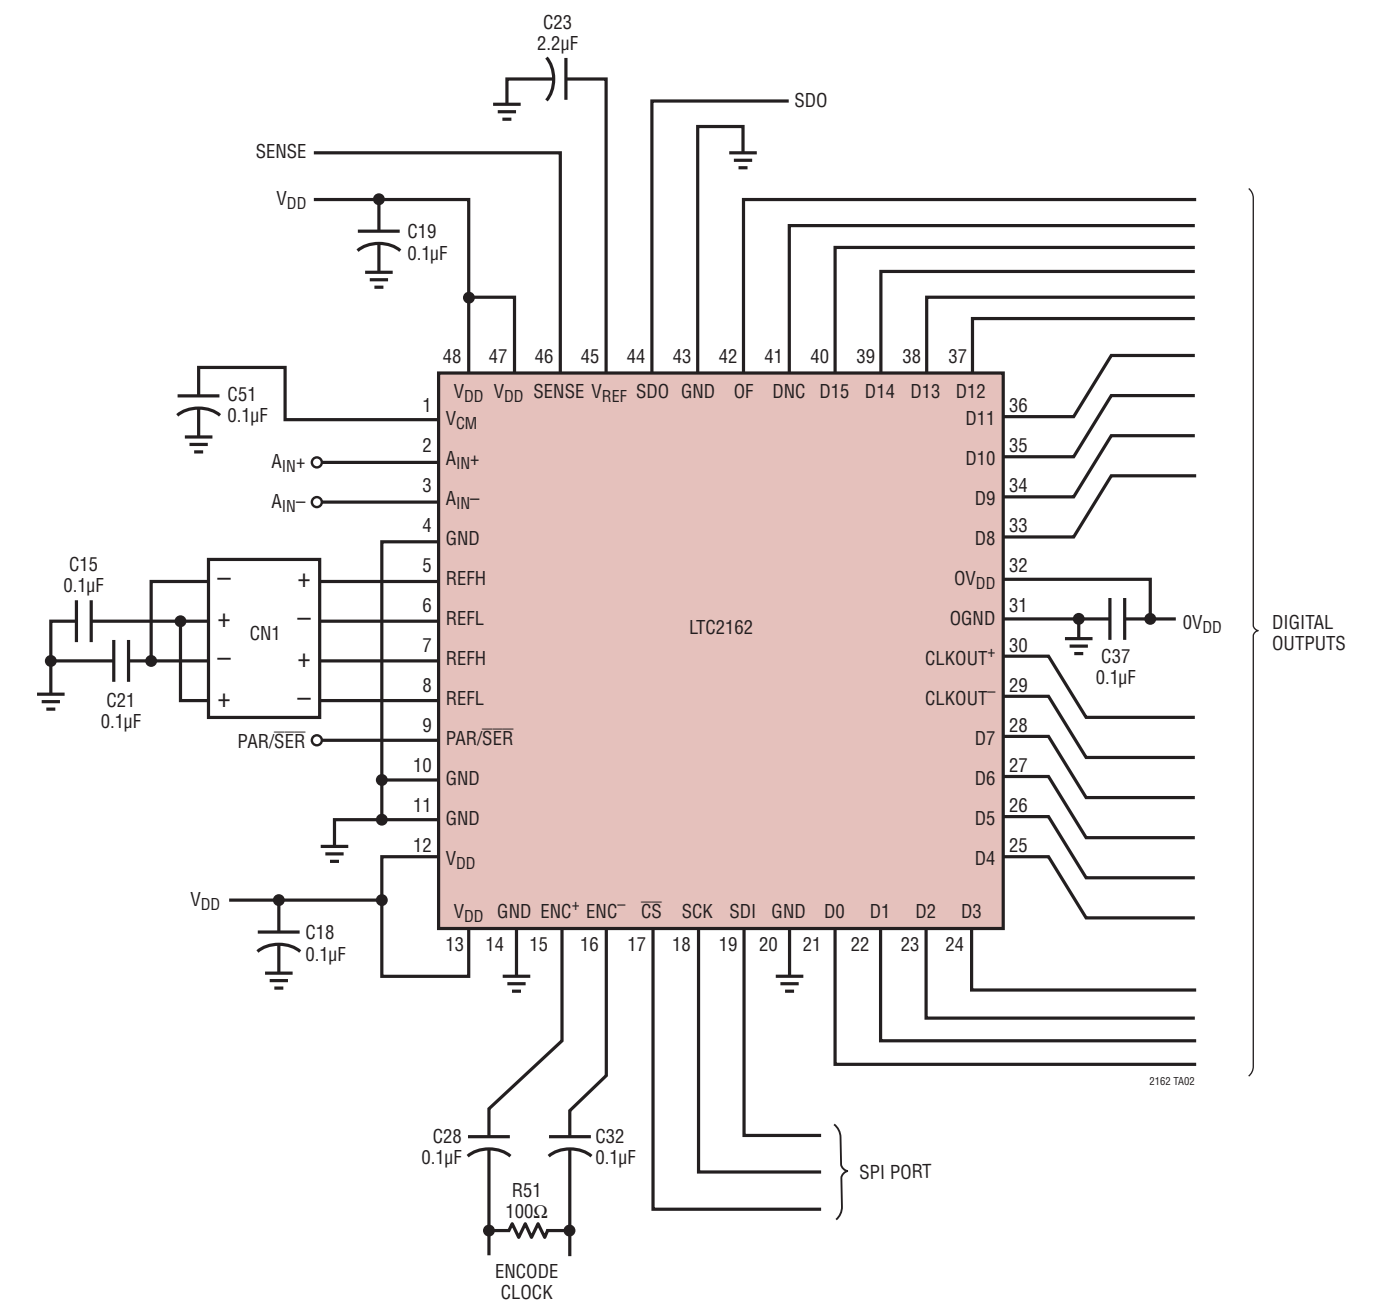 C23
2.2µF
SDO
SENSE
VDD
C19
0.1µF
48 47 46 45 44 43 42 41 40 39 38 37
VDD VDD SENSE VREF SDO GND OF DNC D15 D14 D13 D12
C51
0.1µF
1
VCM
D11
36
2
AIN+
AIN+
D10
35
3
AIN–
AIN–
D9
34
4
GND
D8
33
C15
0.1µF
5
REFH
OVDD
32
6
REFL
OGND
31
OVDD
C37
0.1µF
CN1
– +
+ –
– +
+ –
LTC2162
DIGITAL
OUTPUTS
7
REFH
CLKOUT+
30
C21
0.1µF
8
REFL
CLKOUT–
29
PAR/SER
9
PAR/SER
D7
28
10
GND
D6
27
11
GND
D5
26
12
VDD
D4
25
VDD
C18
0.1µF
VDD GND ENC+ ENC– CS SCK SDI GND D0 D1 D2 D3
13 14 15 16 17 18 19 20 21 22 23 24
2162 TA02
C28
0.1µF
C32
0.1µF
SPI PORT
R51
100Ω
ENCODE
CLOCK